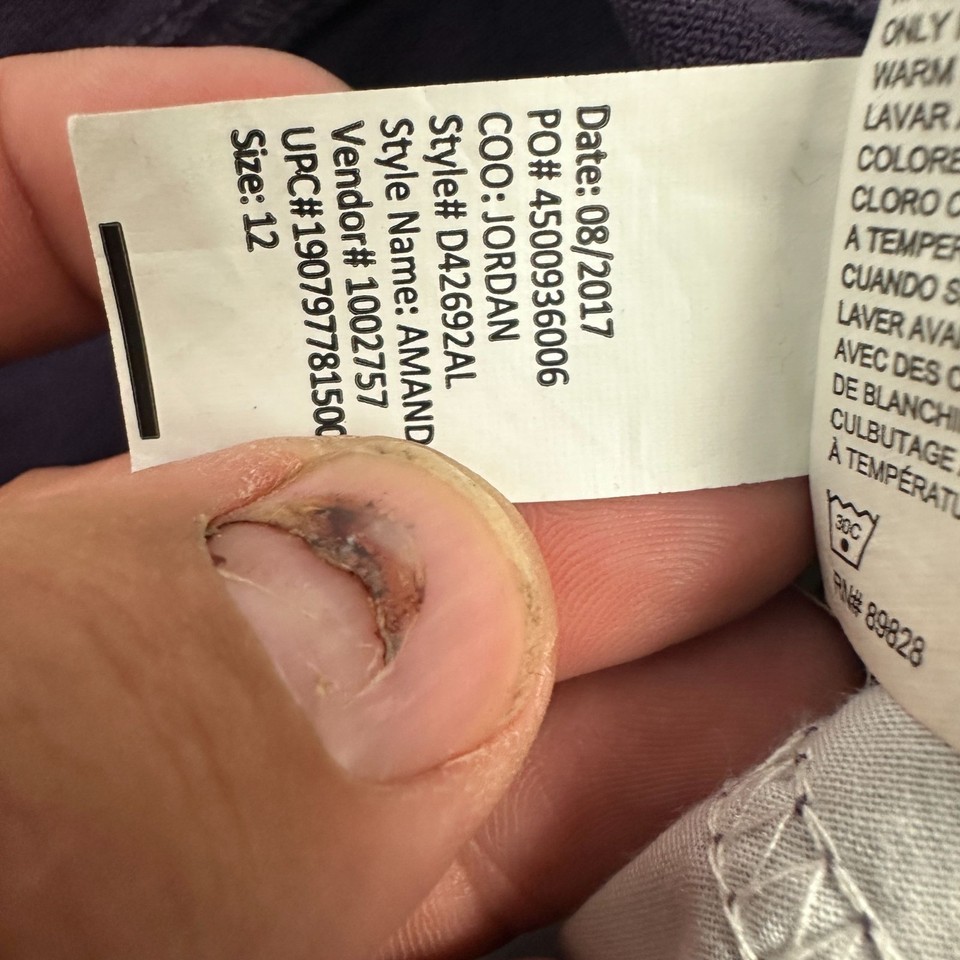 Date: 08/2017
PO# 4500936006
COO: JORDAN
Style# D42692AL
Style Name: AMAND
Vendor# 1002757
UPC# 190797781500
Size: 12
ONLY
WARM
LAVAR
COLORE
CLORO
A TEMPER
CUANDO S
LAVER AVA
AVEC DES
DE BLANCHI
CULBUTAGE
À TEMPÉRATU
30C
RN# 89828